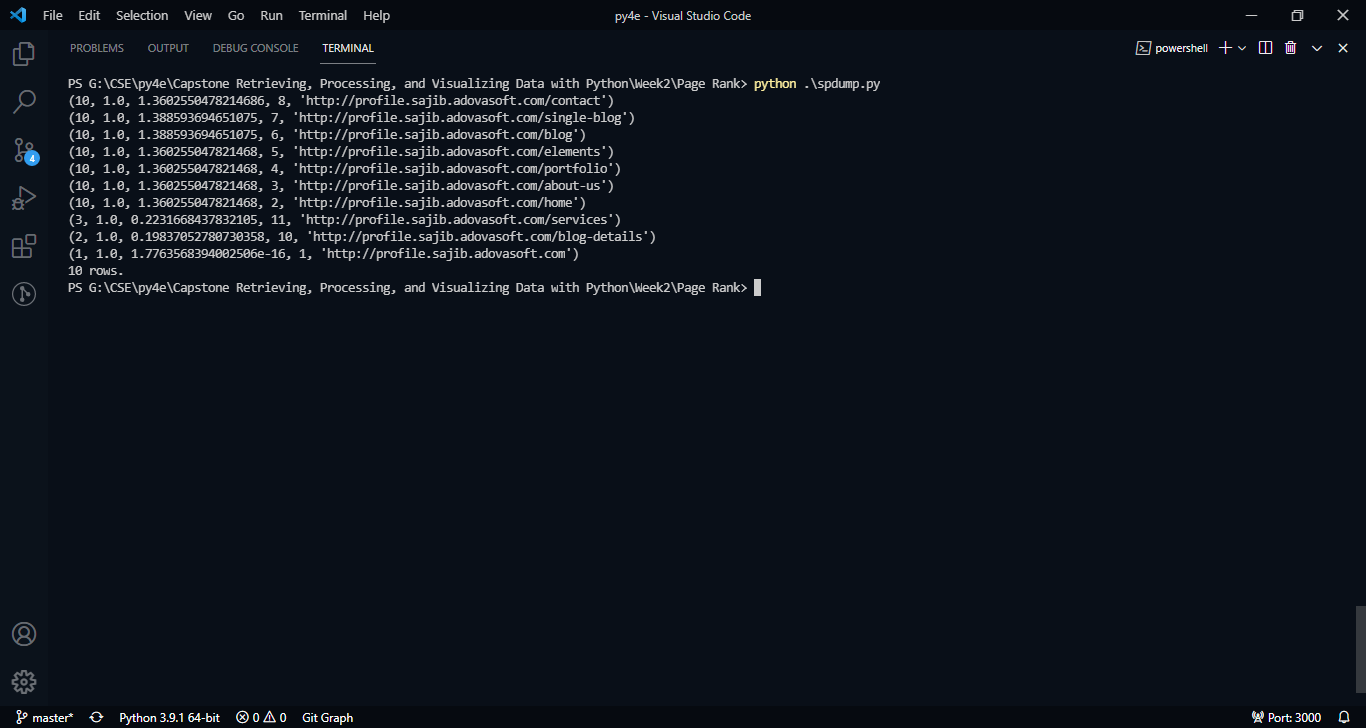 File Edit Selection View Go Run Terminal Help py4e - Visual Studio Code
PROBLEMS OUTPUT DEBUG CONSOLE TERMINAL powershell
PS G:\CSE\py4e\Capstone Retrieving, Processing, and Visualizing Data with Python\Week2\Page Rank> python .\spdump.py
(10, 1.0, 1.3602550478214686, 8, 'http://profile.sajib.adovasoft.com/contact')
(10, 1.0, 1.388593694651075, 7, 'http://profile.sajib.adovasoft.com/single-blog')
(10, 1.0, 1.388593694651075, 6, 'http://profile.sajib.adovasoft.com/blog')
(10, 1.0, 1.360255047821468, 5, 'http://profile.sajib.adovasoft.com/elements')
(10, 1.0, 1.360255047821468, 4, 'http://profile.sajib.adovasoft.com/portfolio')
(10, 1.0, 1.360255047821468, 3, 'http://profile.sajib.adovasoft.com/about-us')
(10, 1.0, 1.360255047821468, 2, 'http://profile.sajib.adovasoft.com/home')
(3, 1.0, 0.2231668437832105, 11, 'http://profile.sajib.adovasoft.com/services')
(2, 1.0, 0.19837052780730358, 10, 'http://profile.sajib.adovasoft.com/blog-details')
(1, 1.0, 1.7763568394002506e-16, 1, 'http://profile.sajib.adovasoft.com')
10 rows.
PS G:\CSE\py4e\Capstone Retrieving, Processing, and Visualizing Data with Python\Week2\Page Rank>
4
master* Python 3.9.1 64-bit 0 0 Git Graph Port: 3000